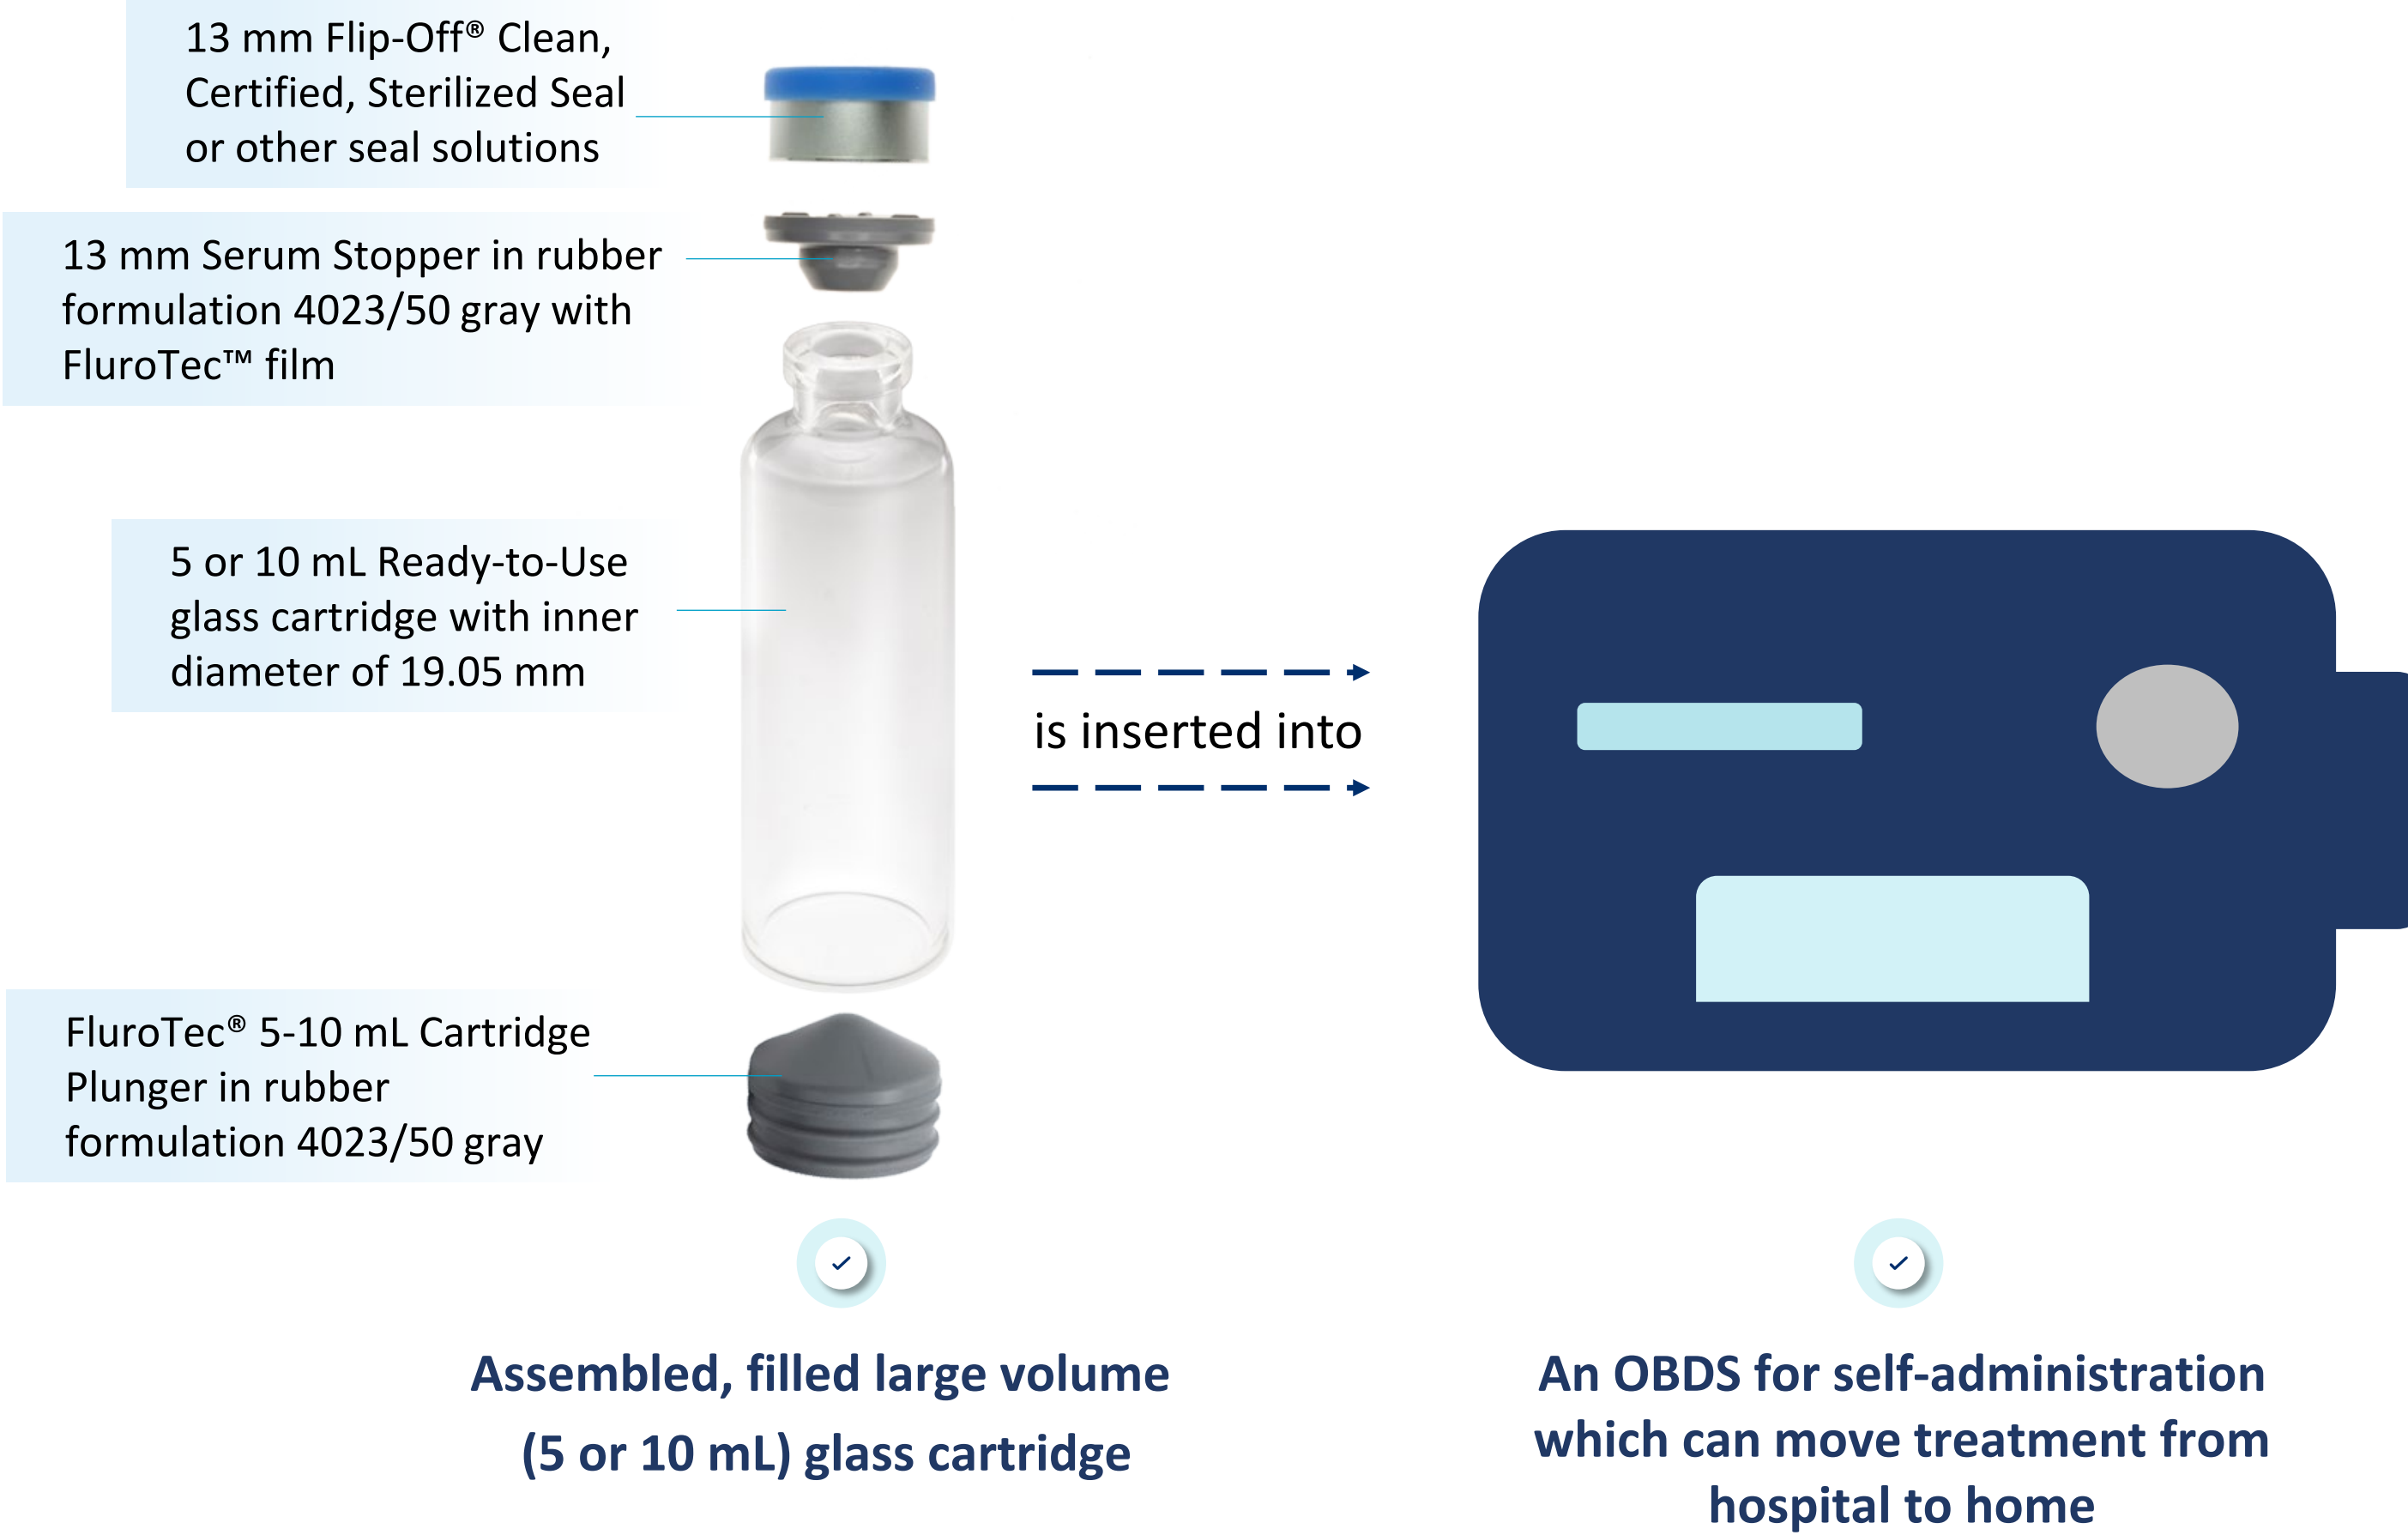 13 mm Flip-Off® Clean,
Certified, Sterilized Seal
or other seal solutions
13 mm Serum Stopper in rubber
formulation 4023/50 gray with
FluroTec™ film
5 or 10 mL Ready-to-Use
glass cartridge with inner
diameter of 19.05 mm
is inserted into
FluroTec® 5-10 mL Cartridge
Plunger in rubber
formulation 4023/50 gray
Assembled, filled large volume
(5 or 10 mL) glass cartridge
An OBDS for self-administration
which can move treatment from
hospital to home